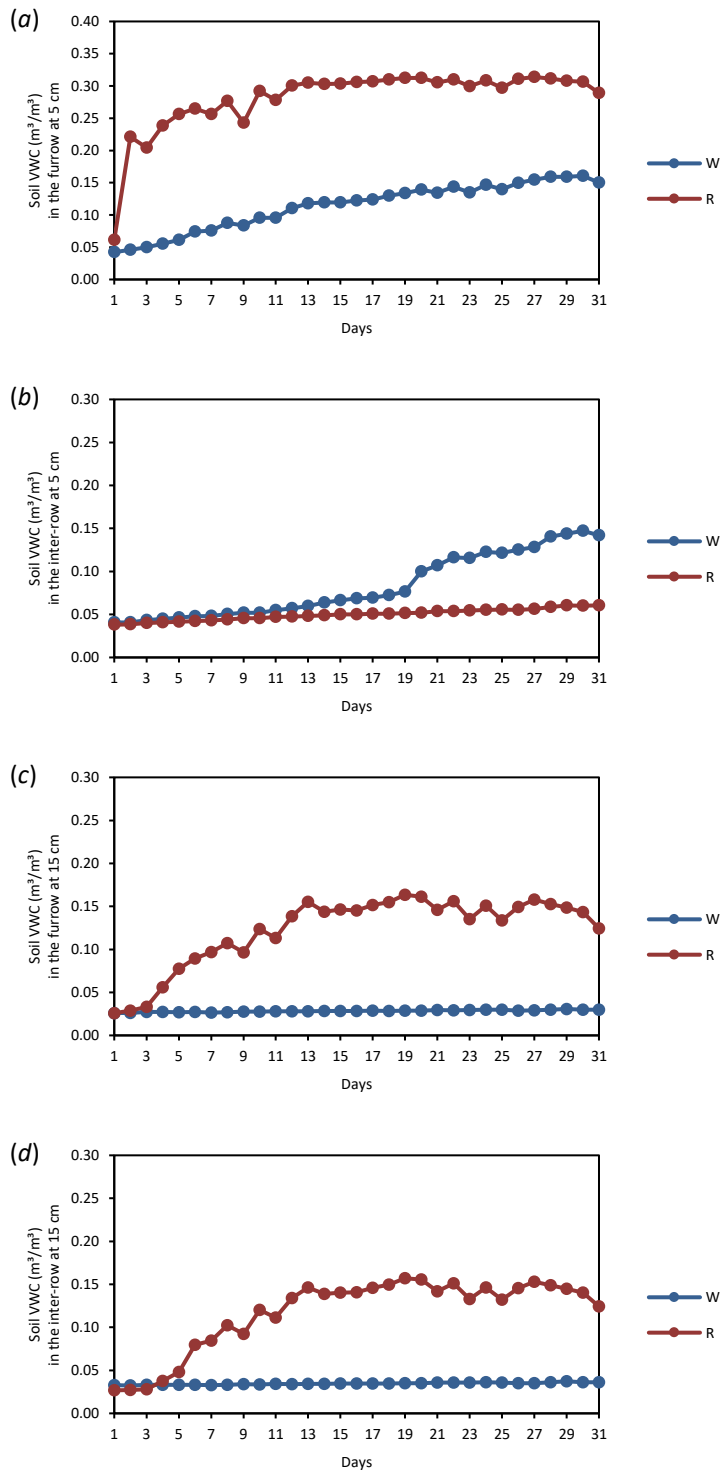 (a)
Soil VWC (m³/m³)
in the furrow at 5 cm
0.40
0.35
0.30
0.25
0.20
0.15
0.10
0.05
0.00
1 3 5 7 9 11 13 15 17 19 21 23 25 27 29 31
Days
W
R
(b)
Soil VWC (m³/m³)
in the inter-row at 5 cm
0.30
0.25
0.20
0.15
0.10
0.05
0.00
1 3 5 7 9 11 13 15 17 19 21 23 25 27 29 31
Days
W
R
(c)
Soil VWC (m³/m³)
in the furrow at 15 cm
0.30
0.25
0.20
0.15
0.10
0.05
0.00
1 3 5 7 9 11 13 15 17 19 21 23 25 27 29 31
Days
W
R
(d)
Soil VWC (m³/m³)
in the inter-row at 15 cm
0.30
0.25
0.20
0.15
0.10
0.05
0.00
1 3 5 7 9 11 13 15 17 19 21 23 25 27 29 31
Days
W
R